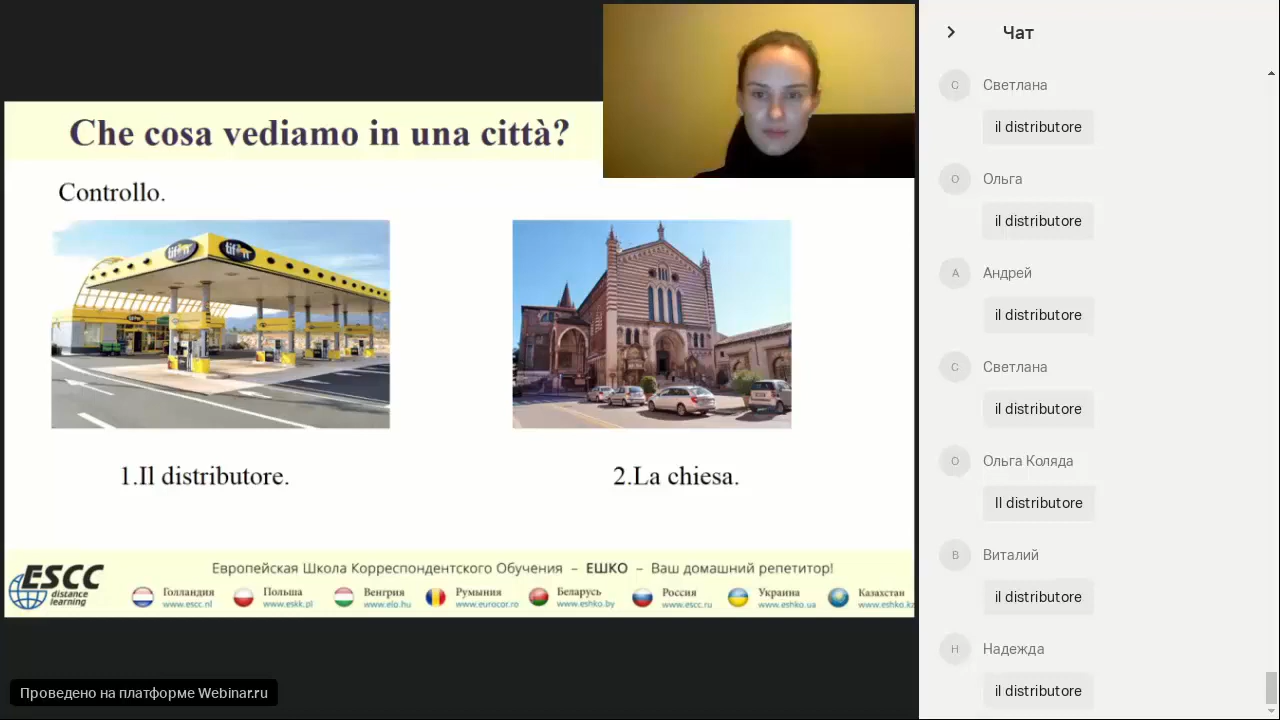 Che cosa vediamo in una città?
Controllo.
1.Il distributore.
2.La chiesa.
ESCC
distance
learning
Европейская Школа Корреспондентского Обучения – ЕШКО – Ваш домашний репетитор!
Голландия
www.escc.nl
Польша
www.eskk.pl
Венгрия
www.elo.hu
Румыния
www.eurocor.ro
Беларусь
www.eshko.by
Россия
www.escc.ru
Украина
www.eshko.ua
Казахстан
www.eshko.kz
Проведено на платформе Webinar.ru
Чат
С
Светлана
il distributore
О
Ольга
il distributore
А
Андрей
il distributore
С
Светлана
il distributore
О
Ольга Коляда
Il distributore
В
Виталий
il distributore
Н
Надежда
il distributore